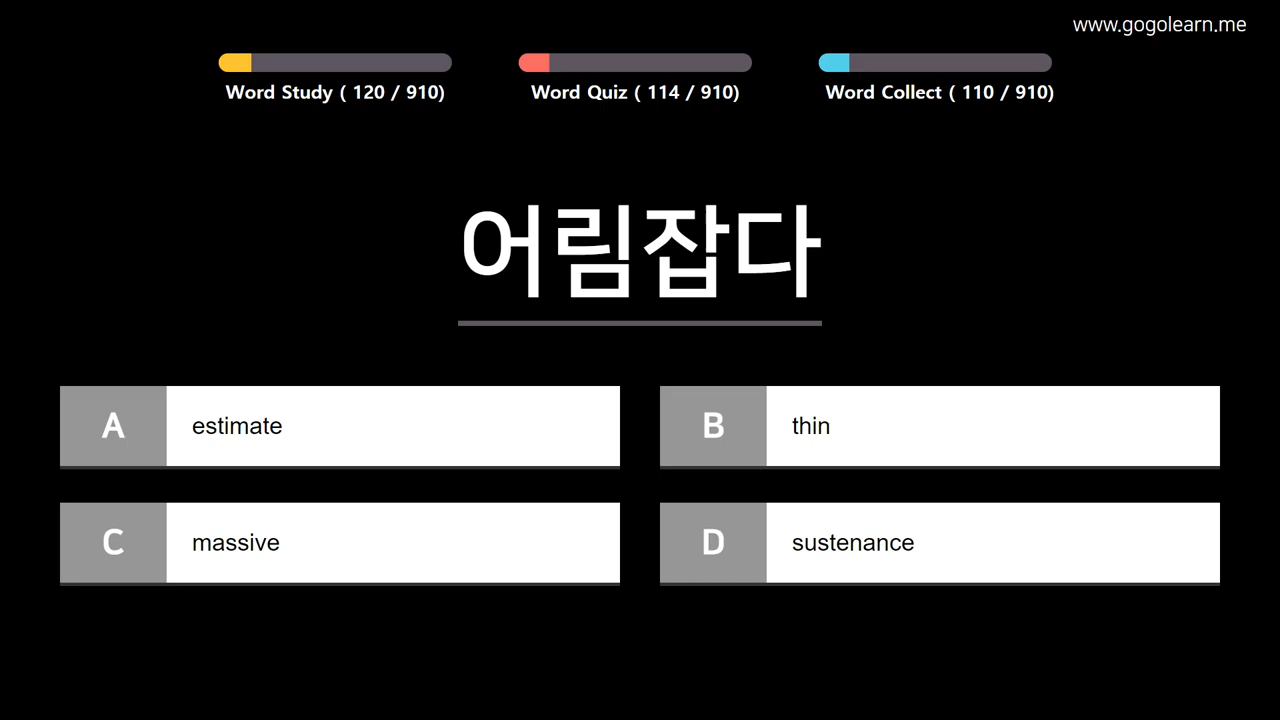 www.gogolearn.me
Word Study ( 120 / 910)
Word Quiz ( 114 / 910)
Word Collect ( 110 / 910)
어림잡다
A estimate
B thin
C massive
D sustenance